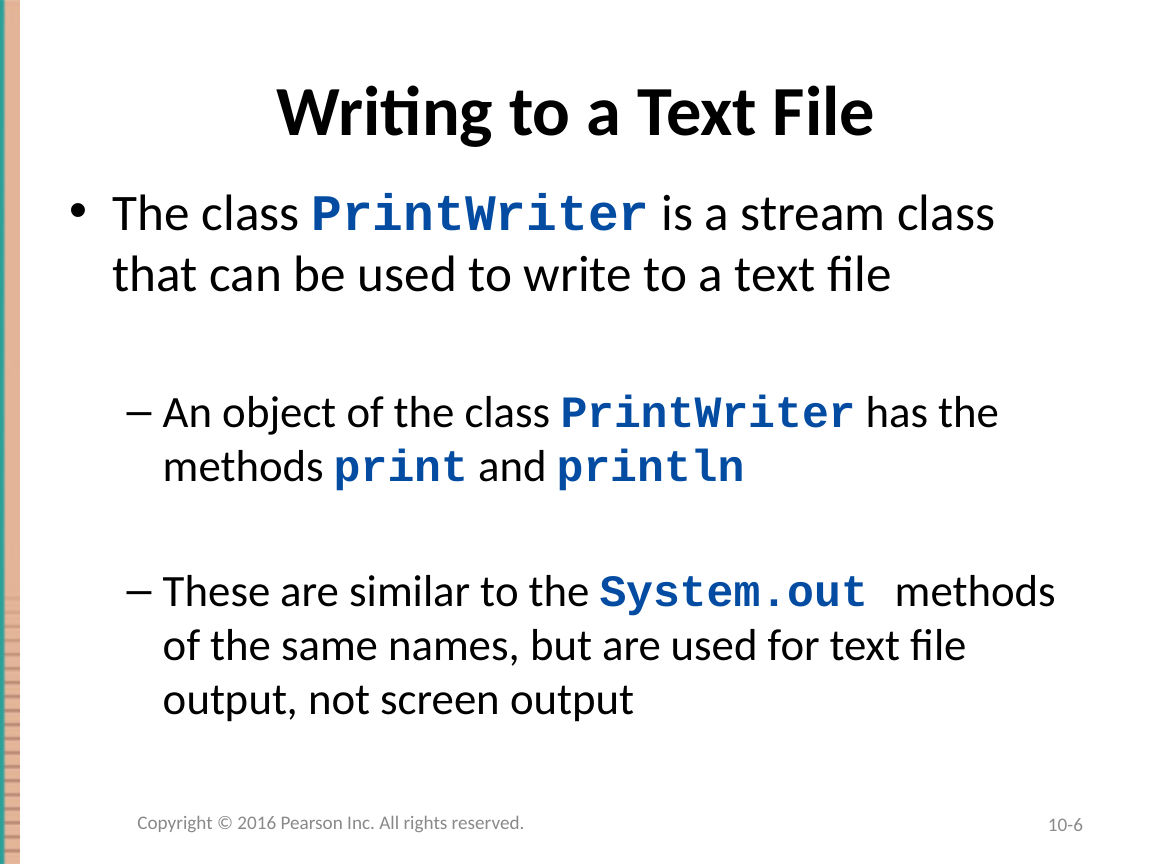 Writing to a Text File
• The class PrintWriter is a stream class
that can be used to write to a text file
– An object of the class PrintWriter has the
methods print and println
– These are similar to the System.out methods
of the same names, but are used for text file
output, not screen output
Copyright © 2016 Pearson Inc. All rights reserved.
10-6